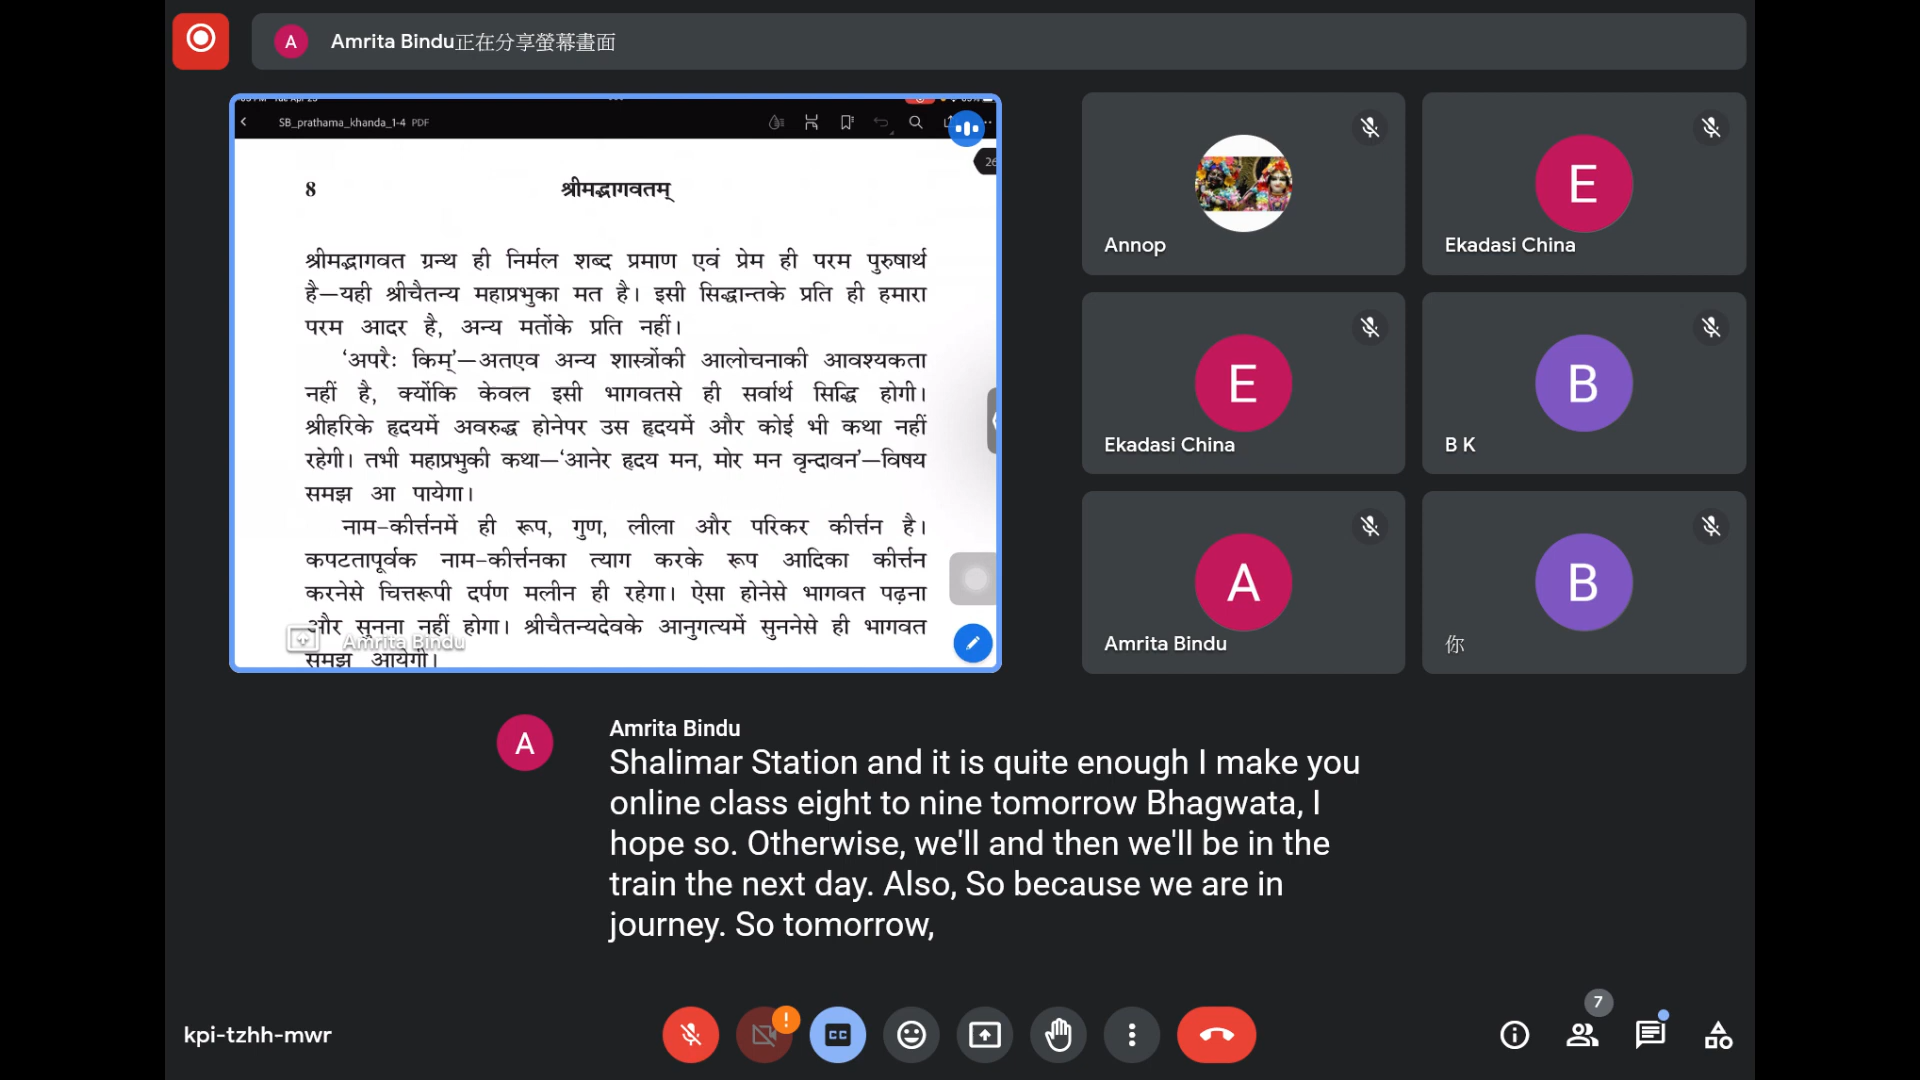 A
Amrita Bindu正在分享螢幕畫面
SB_prathama_khanda_1-4 PDF
26
8
श्रीमद्भागवतम्
श्रीमद्भागवत ग्रन्थ ही निर्मल शब्द प्रमाण एवं प्रेम ही परम पुरुषार्थ
है—यही श्रीचैतन्य महाप्रभुका मत है। इसी सिद्धान्तके प्रति ही हमारा
परम आदर है, अन्य मतोंके प्रति नहीं।
‘अपरैः किम्’—अतएव अन्य शास्त्रोंकी आलोचनाकी आवश्यकता
नहीं है, क्योंकि केवल इसी भागवतसे ही सर्वार्थ सिद्धि होगी।
श्रीहरिके हृदयमें अवरुद्ध होनेपर उस हृदयमें और कोई भी कथा नहीं
रहेगी। तभी महाप्रभुकी कथा—‘आनेर हृदय मन, मोर मन वृन्दावन’—विषय
समझ आ पायेगा।
नाम-कीर्त्तनमें ही रूप, गुण, लीला और परिकर कीर्त्तन है।
कपटतापूर्वक नाम-कीर्त्तनका त्याग करके रूप आदिका कीर्त्तन
करनेसे चित्तरूपी दर्पण मलीन ही रहेगा। ऐसा होनेसे भागवत पढ़ना
और सुनना नहीं होगा। श्रीचैतन्यदेवके आनुगत्यमें सुननेसे ही भागवत
समझ आयेगी।
Amrita Bindu
Annop
E
Ekadasi China
E
Ekadasi China
B
B K
A
Amrita Bindu
B
你
A
Amrita Bindu
Shalimar Station and it is quite enough I make you
online class eight to nine tomorrow Bhagwata, I
hope so. Otherwise, we'll and then we'll be in the
train the next day. Also, So because we are in
journey. So tomorrow,
kpi-tzhh-mwr
!
CC
7